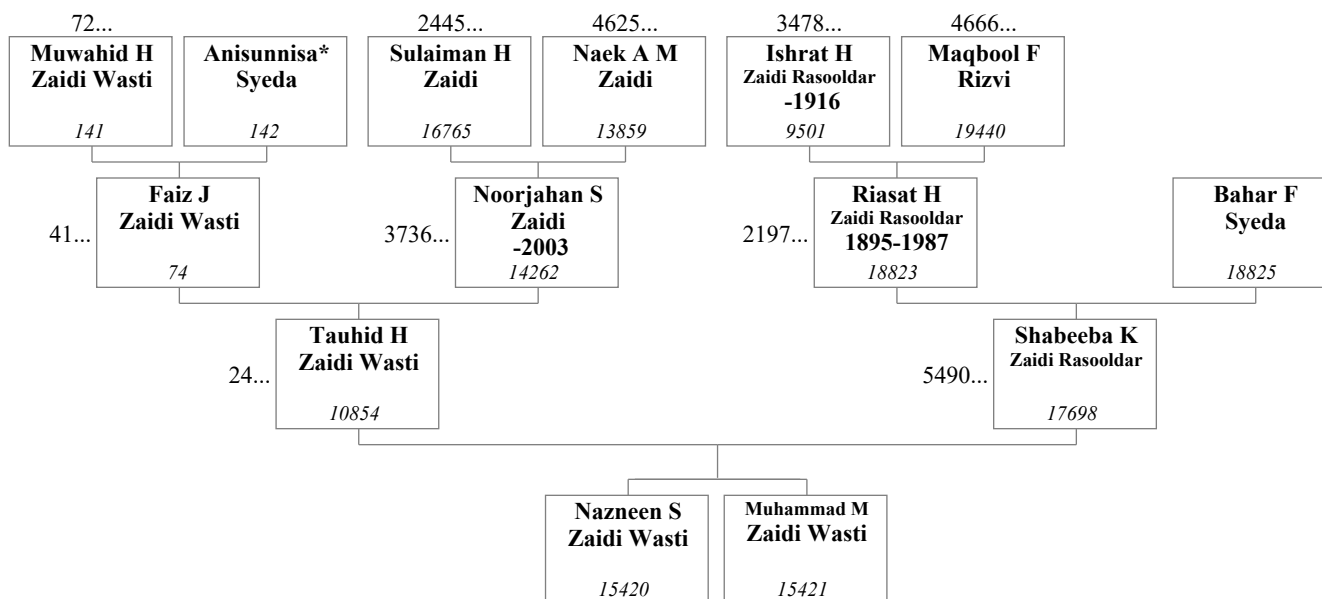 72...
2445...
4625...
3478...
4666...
Muwahid H
Zaidi Wasti
141
Anisunnisa*
Syeda
142
Sulaiman H
Zaidi
16765
Naek A M
Zaidi
13859
Ishrat H
Zaidi Rasooldar
-1916
9501
Maqbool F
Rizvi
19440
41...
Faiz J
Zaidi Wasti
74
3736...
Noorjahan S
Zaidi
-2003
14262
2197...
Riasat H
Zaidi Rasooldar
1895-1987
18823
Bahar F
Syeda
18825
24...
Tauhid H
Zaidi Wasti
10854
5490...
Shabeeba K
Zaidi Rasooldar
17698
Nazneen S
Zaidi Wasti
15420
Muhammad M
Zaidi Wasti
15421